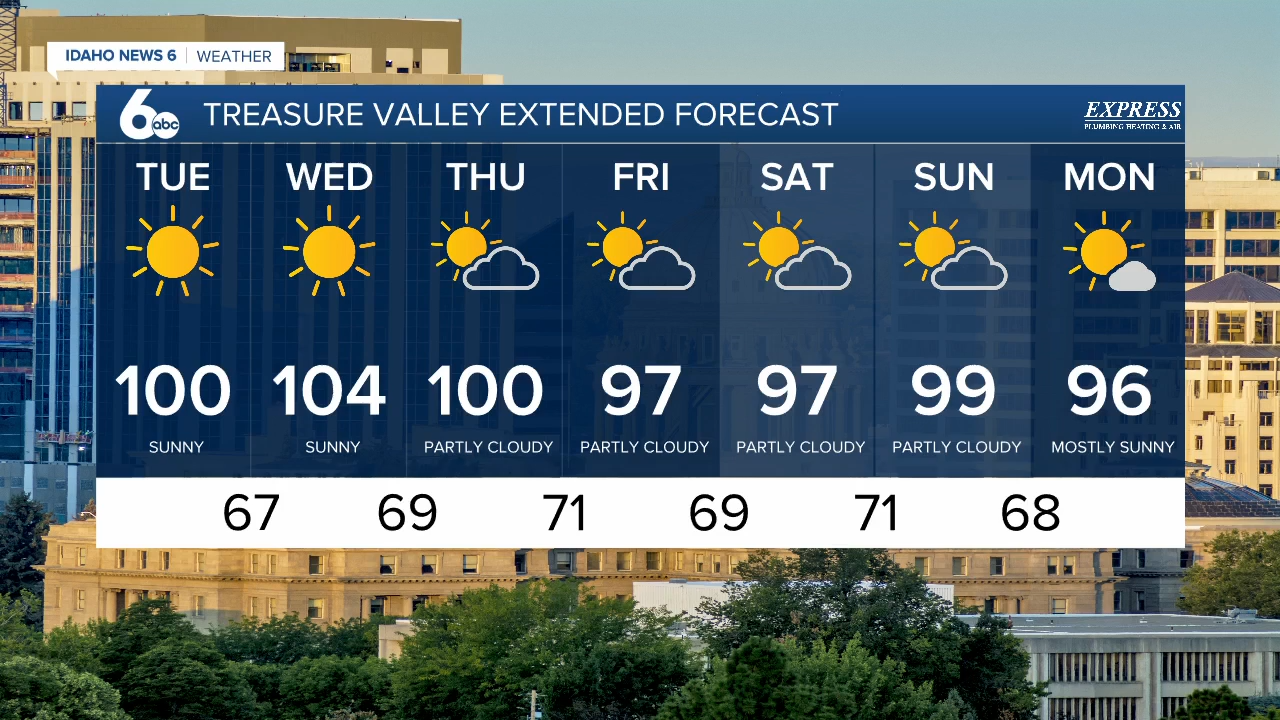 IDAHO NEWS 6 | WEATHER
6 abc
TREASURE VALLEY EXTENDED FORECAST
EXPRESS
PLUMBING HEATING & AIR
TUE WED THU FRI SAT SUN MON
100 104 100 97 97 99 96
SUNNY SUNNY PARTLY CLOUDY PARTLY CLOUDY PARTLY CLOUDY PARTLY CLOUDY MOSTLY SUNNY
67 69 71 69 71 68